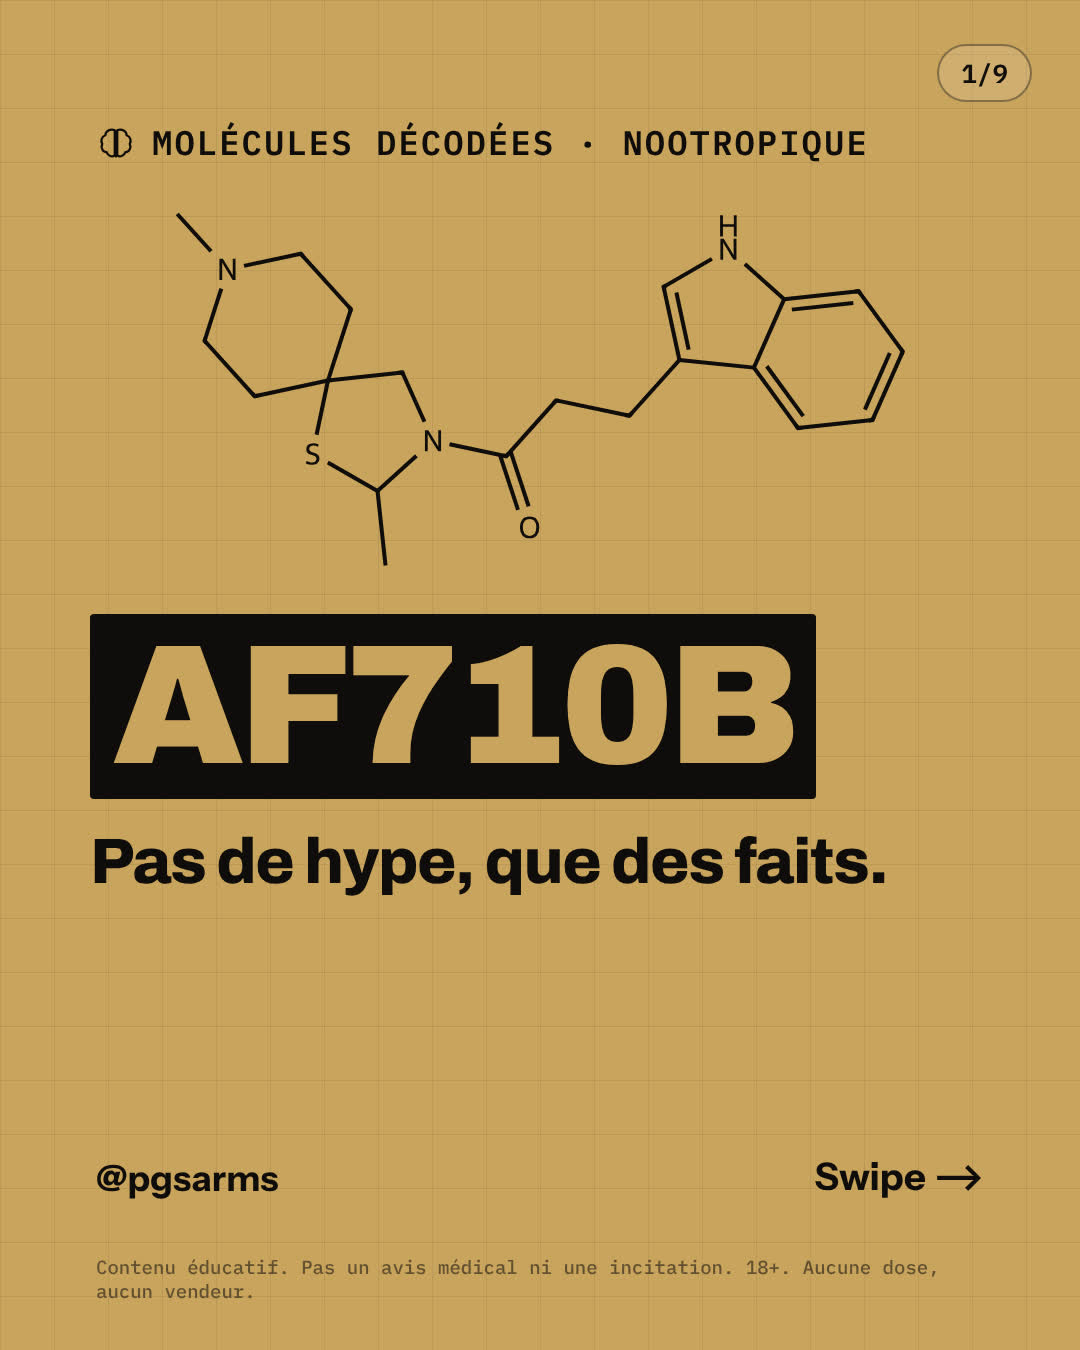 1/9
MOLÉCULES DÉCODÉES · NOOTROPIQUE
H
N
N
N
S
O
AF710B
Pas de hype, que des faits.
@pgsarms
Swipe →
Contenu éducatif. Pas un avis médical ni une incitation. 18+. Aucune dose,
aucun vendeur.